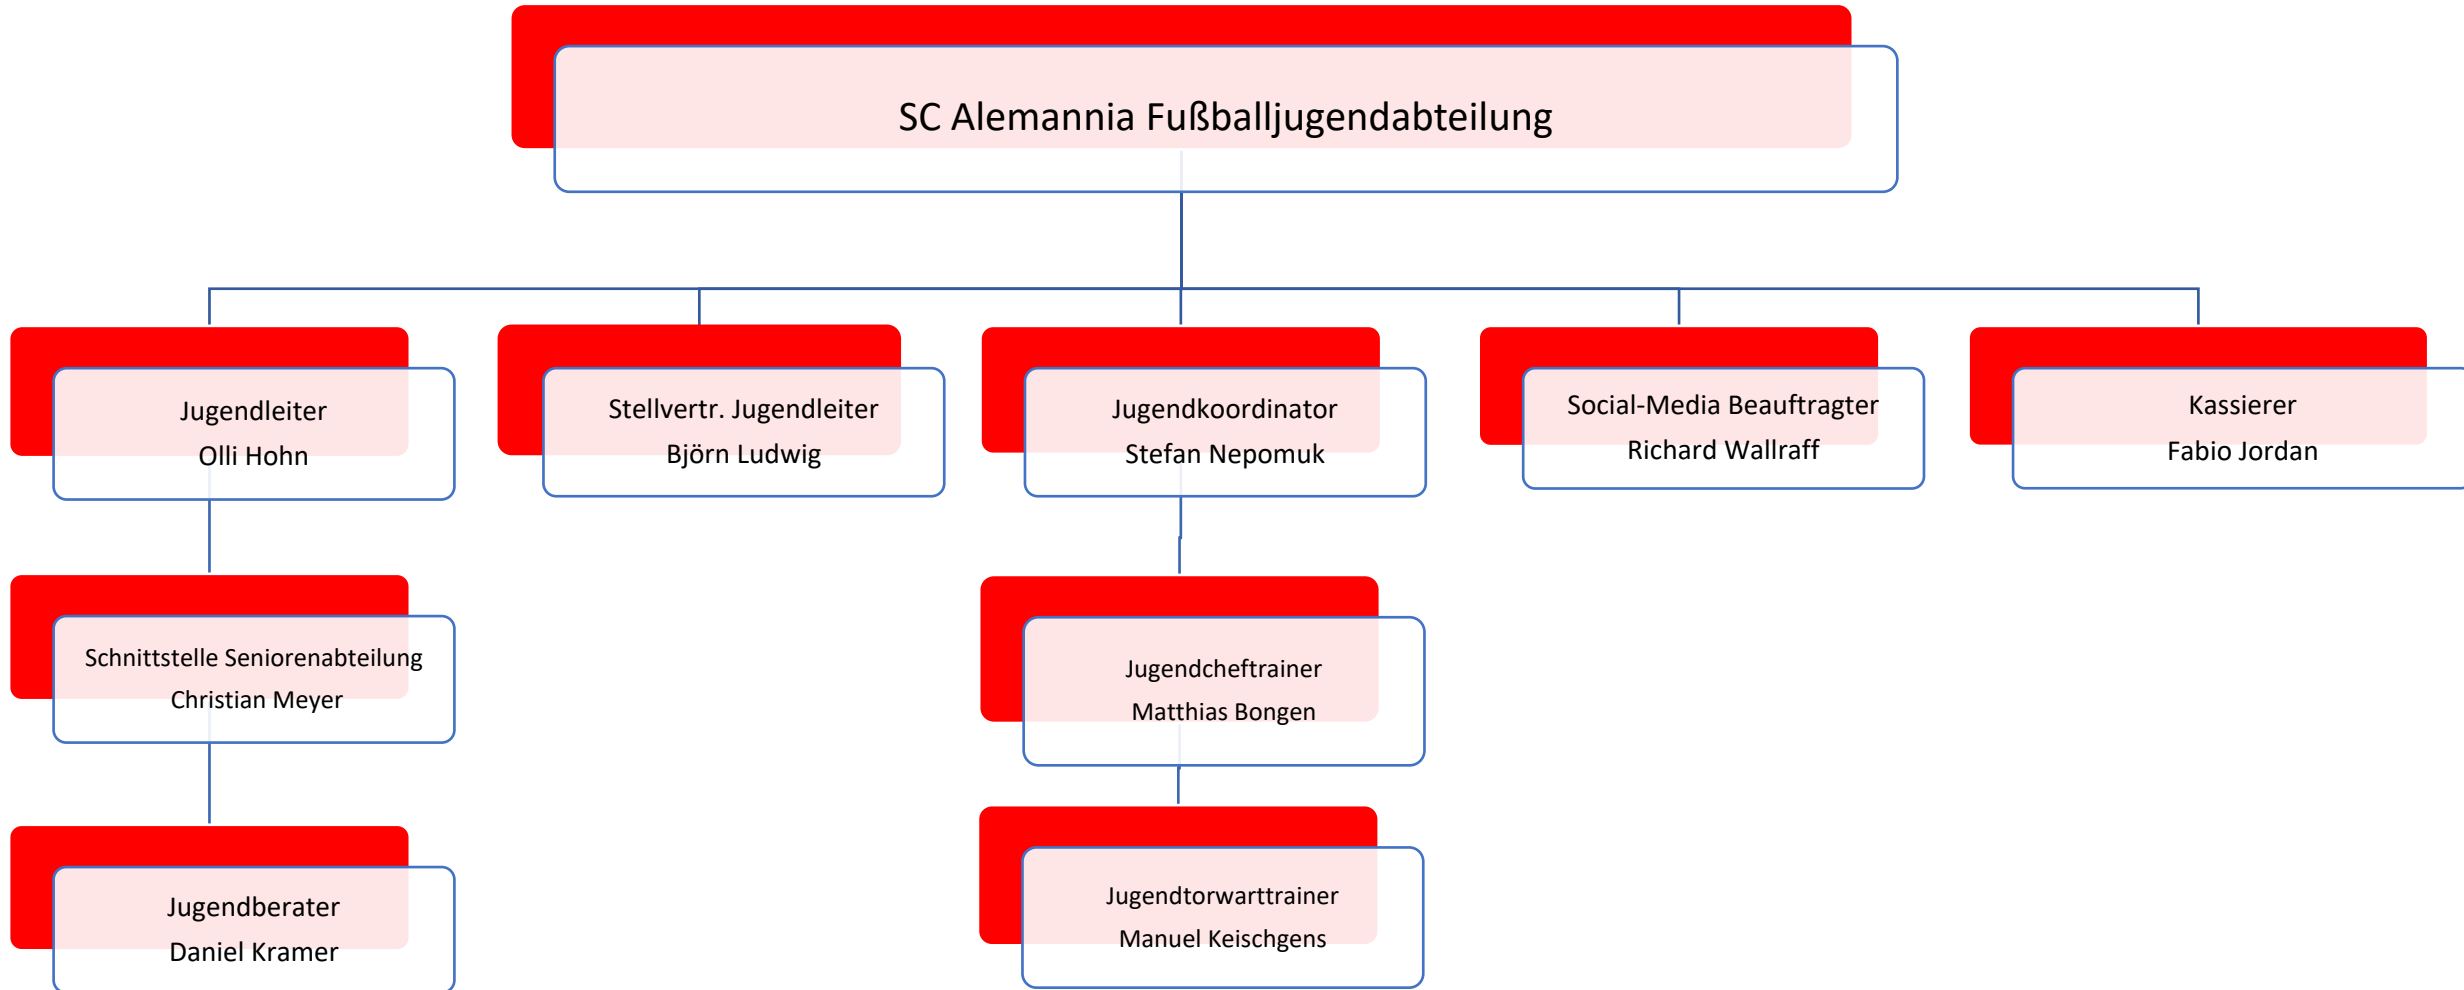 SC Alemannia Fußballjugendabteilung
Jugendleiter
Olli Hohn
Stellvertr. Jugendleiter
Björn Ludwig
Jugendkoordinator
Stefan Nepomuk
Social-Media Beauftragter
Richard Wallraff
Kassierer
Fabio Jordan
Schnittstelle Seniorenabteilung
Christian Meyer
Jugendcheftrainer
Matthias Bongen
Jugendberater
Daniel Kramer
Jugendtorwarttrainer
Manuel Keischgens